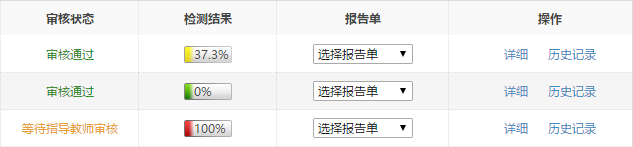 审核状态 检测结果 报告单 操作
审核通过 37.3% 选择报告单 详细 历史记录
审核通过 0% 选择报告单 详细 历史记录
等待指导教师审核 100% 选择报告单 详细 历史记录